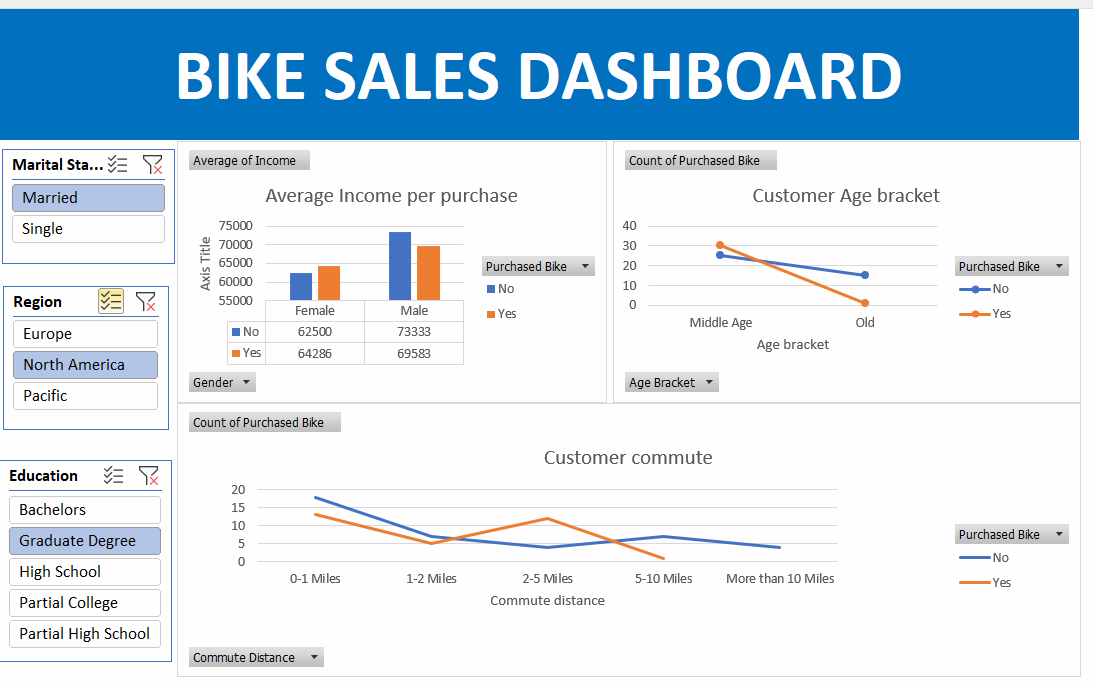 BIKE SALES DASHBOARD
Marital Sta...
Married
Single
Region
Europe
North America
Pacific
Education
Bachelors
Graduate Degree
High School
Partial College
Partial High School
Average of Income
Average Income per purchase
Axis Title
75000
70000
65000
60000
55000
Female Male
No 62500 73333
Yes 64286 69583
Purchased Bike
No
Yes
Gender
Count of Purchased Bike
Customer Age bracket
40
30
20
10
0
Middle Age Old
Age bracket
Purchased Bike
No
Yes
Age Bracket
Count of Purchased Bike
Customer commute
20
15
10
5
0
0-1 Miles 1-2 Miles 2-5 Miles 5-10 Miles More than 10 Miles
Commute distance
Purchased Bike
No
Yes
Commute Distance